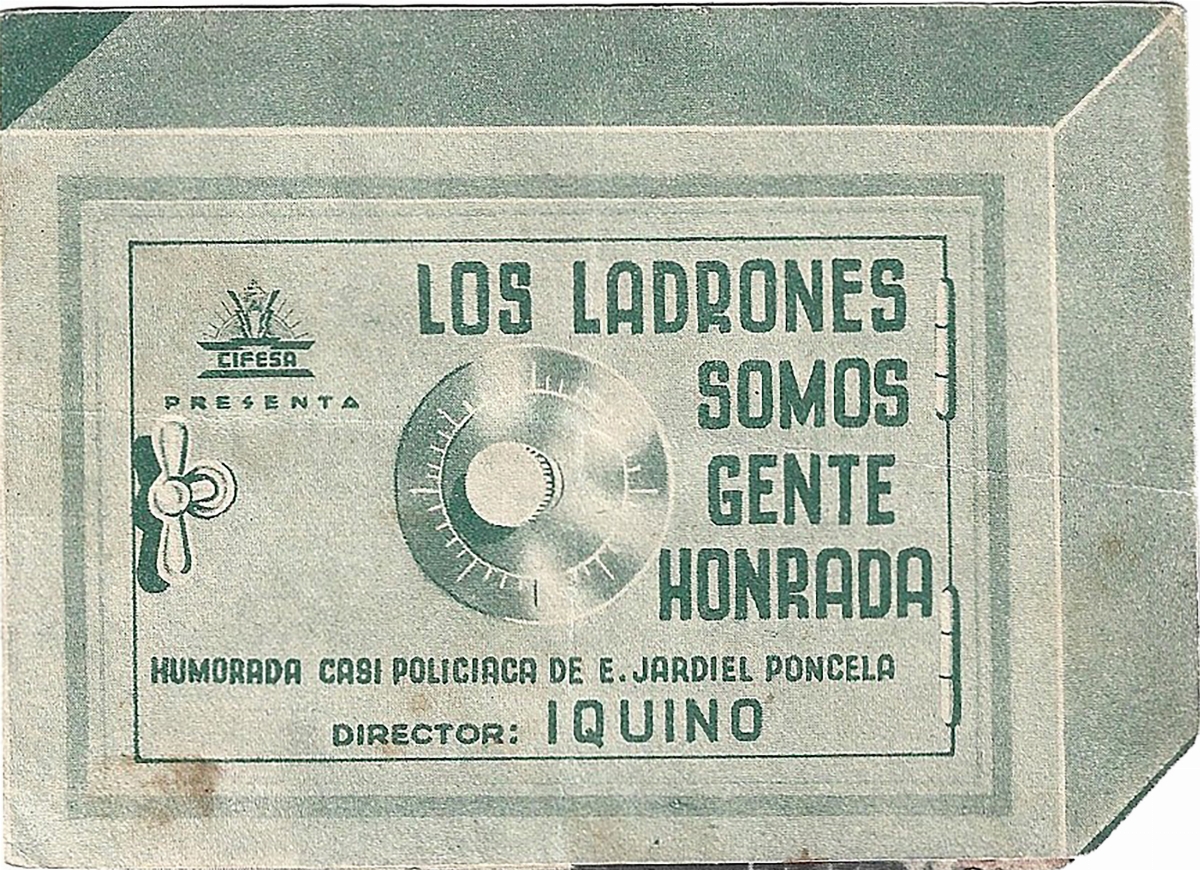 CIFESA
PRESENTA
LOS LADRONES
SOMOS
GENTE
HONRADA
HUMORADA CASI POLICIACA DE E. JARDIEL PONCELA
DIRECTOR: IQUINO